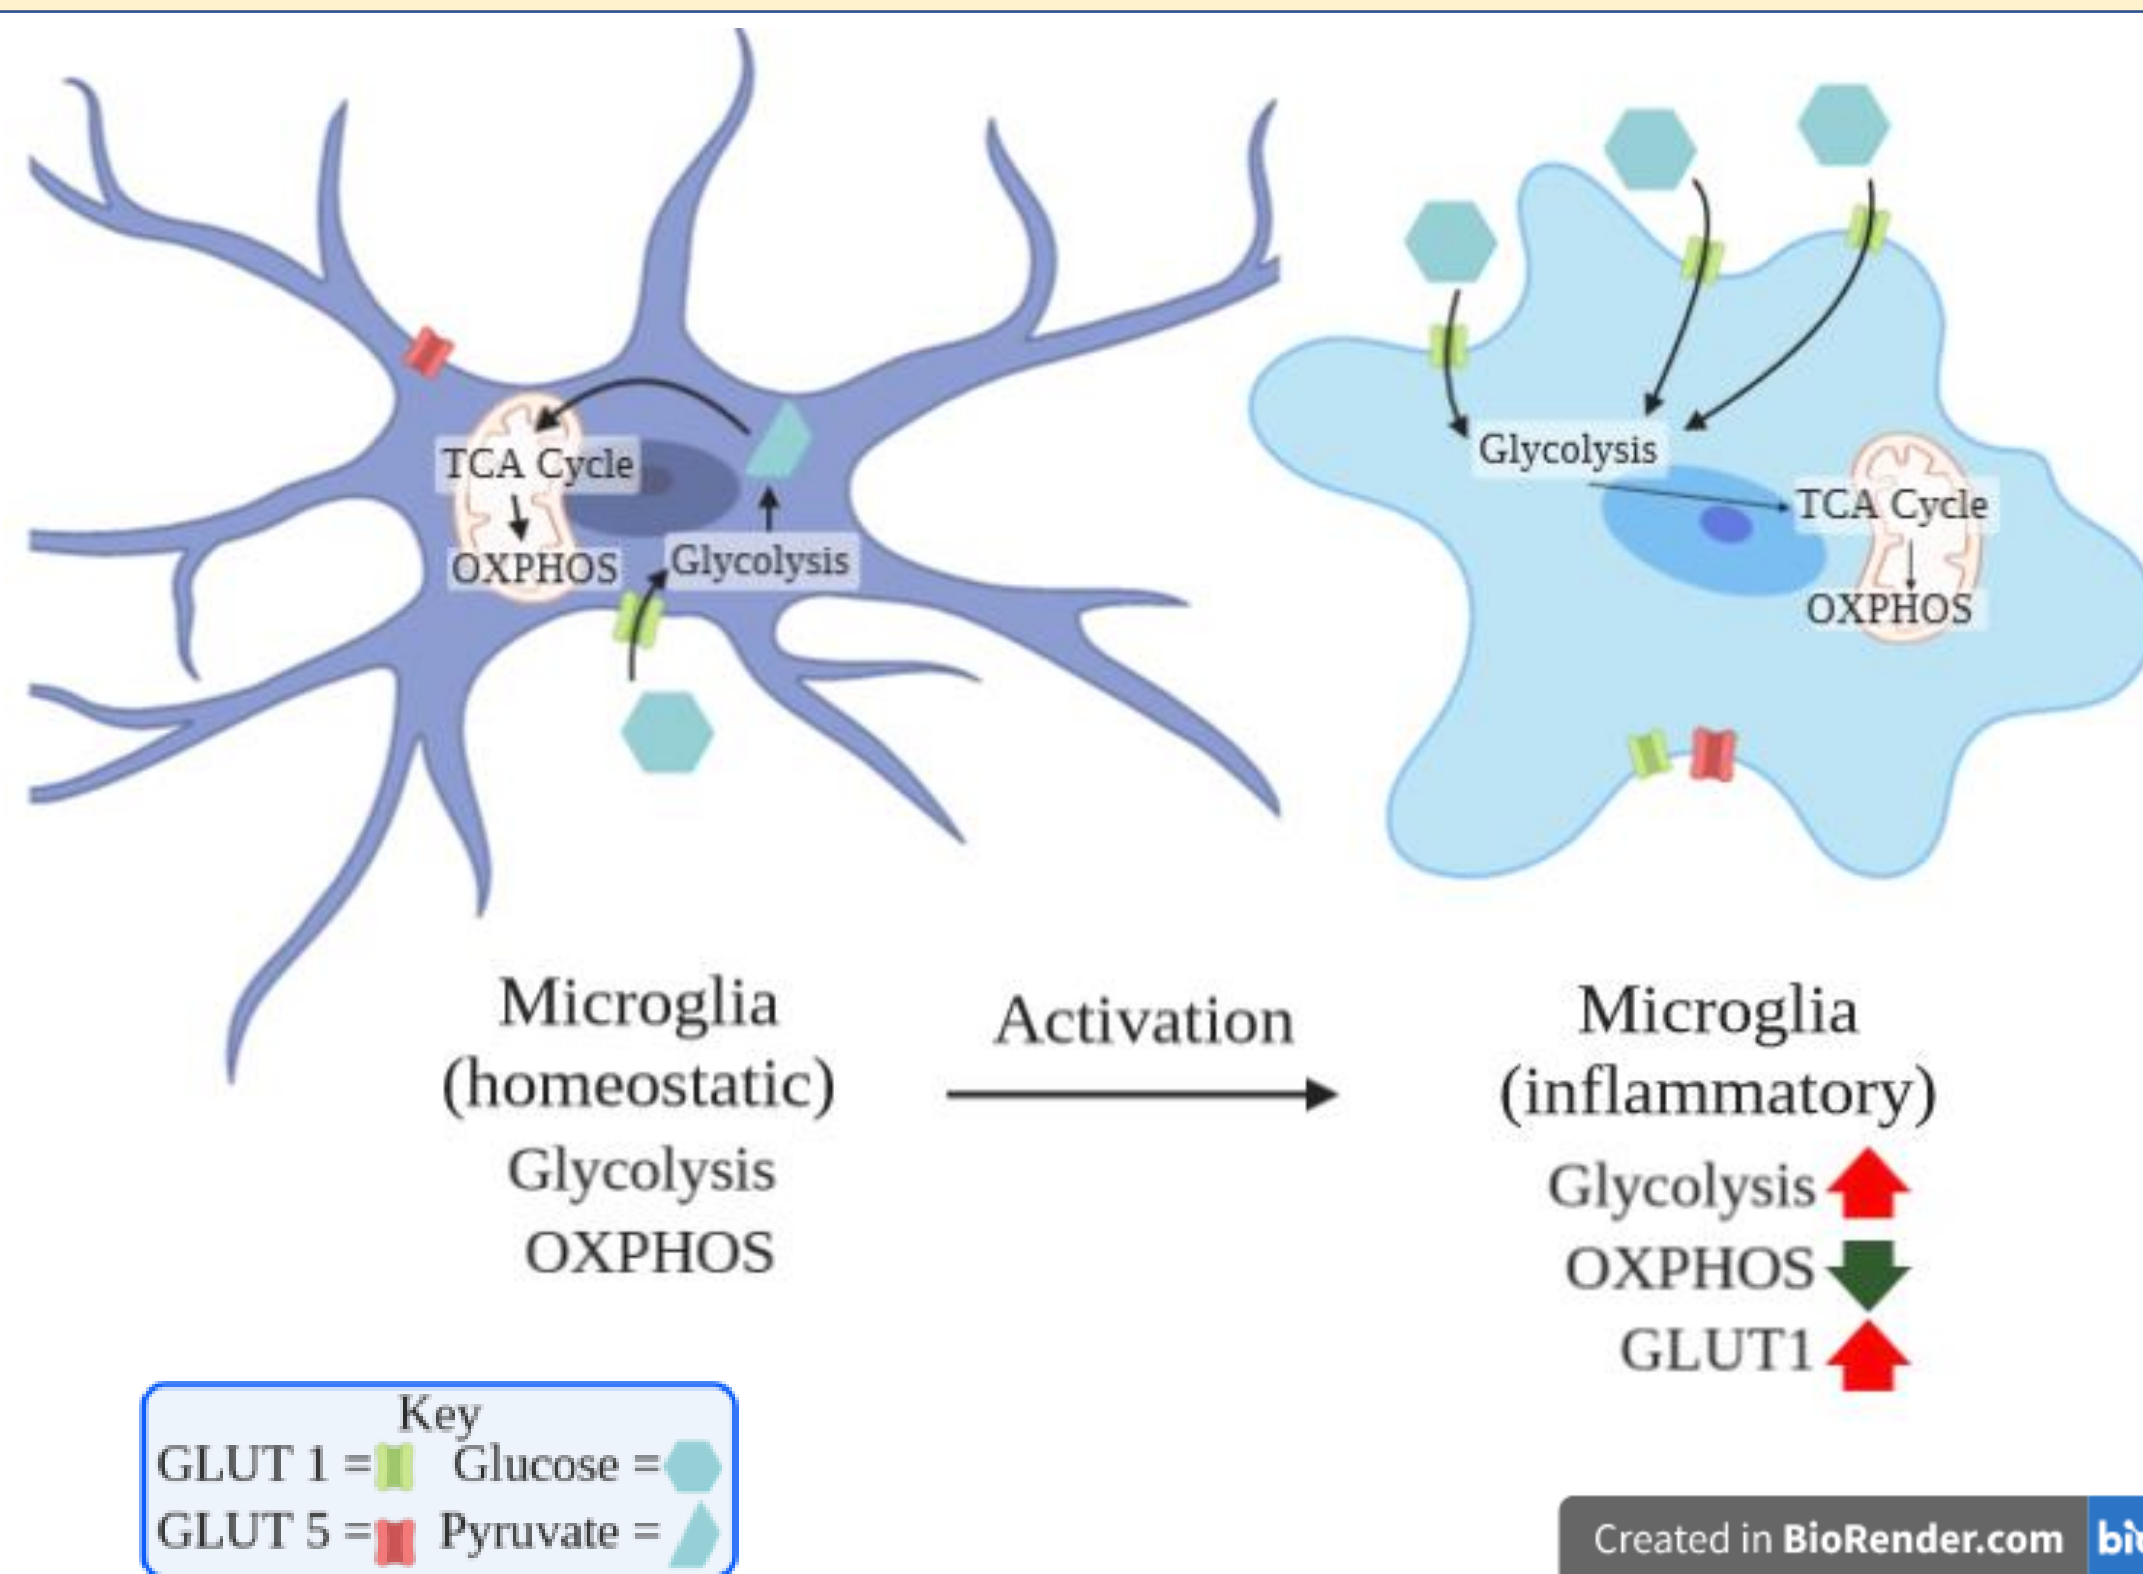 TCA Cycle
OXPHOS
Glycolysis
Glycolysis
TCA Cycle
OXPHOS
Microglia
(homeostatic)
Glycolysis
OXPHOS
Activation
Microglia
(inflammatory)
Glycolysis
OXPHOS
GLUT1
Key
GLUT 1 = Glucose =
GLUT 5 = Pyruvate =
Created in BioRender.com